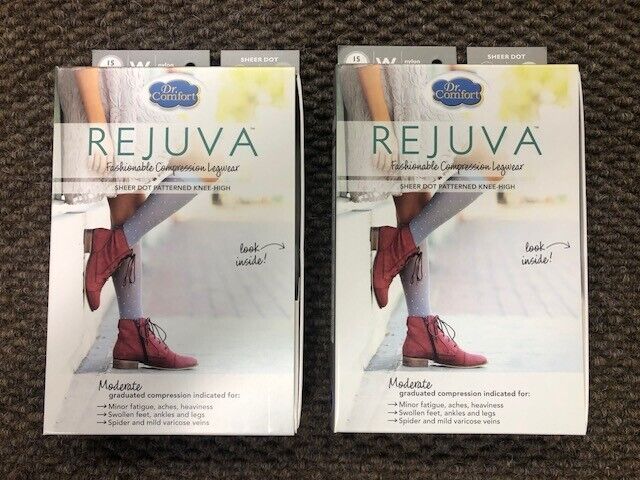 15 W nylon SHEER DOT
Dr. Comfort
REJUVA™
Fashionable Compression Legwear
SHEER DOT PATTERNED KNEE-HIGH
look inside!
Moderate
graduated compression indicated for:
→ Minor fatigue, aches, heaviness
→ Swollen feet, ankles and legs
→ Spider and mild varicose veins
15 W nylon SHEER DOT
Dr. Comfort
REJUVA™
Fashionable Compression Legwear
SHEER DOT PATTERNED KNEE-HIGH
look inside!
Moderate
graduated compression indicated for:
→ Minor fatigue, aches, heaviness
→ Swollen feet, ankles and legs
→ Spider and mild varicose veins